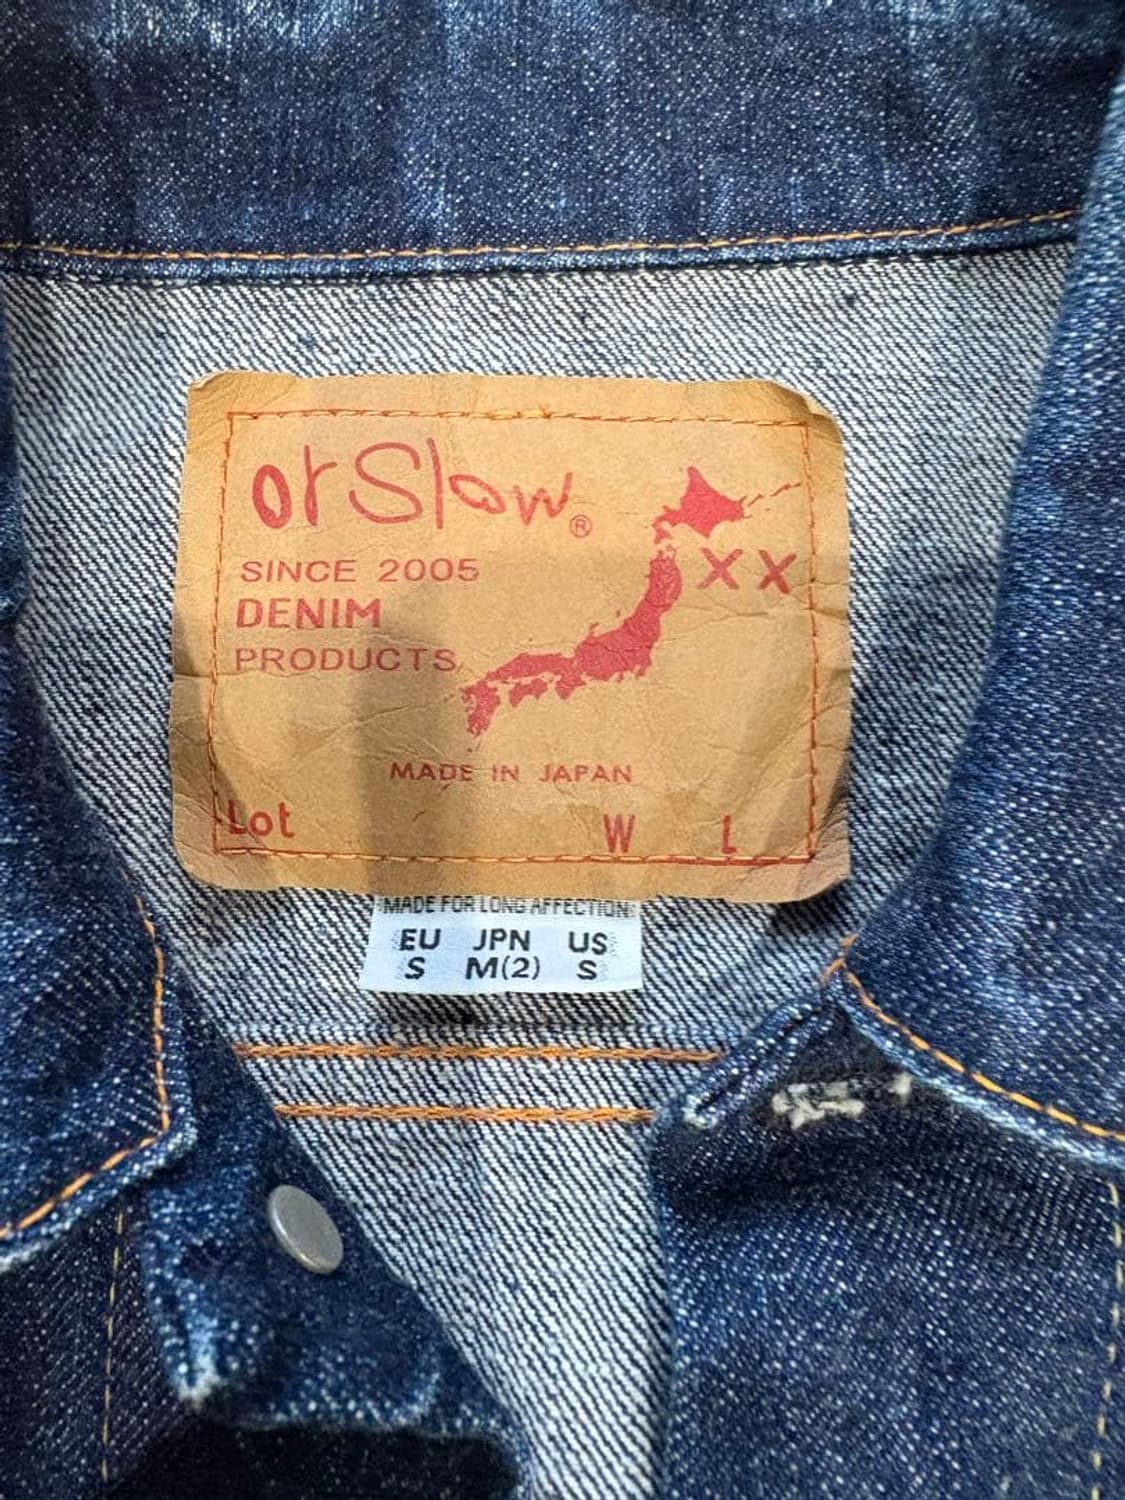 orSlow®
XX
SINCE 2005
DENIM
PRODUCTS
MADE IN JAPAN
Lot W L
MADE FOR LONG AFFECTION
EU JPN US
S M(2) S